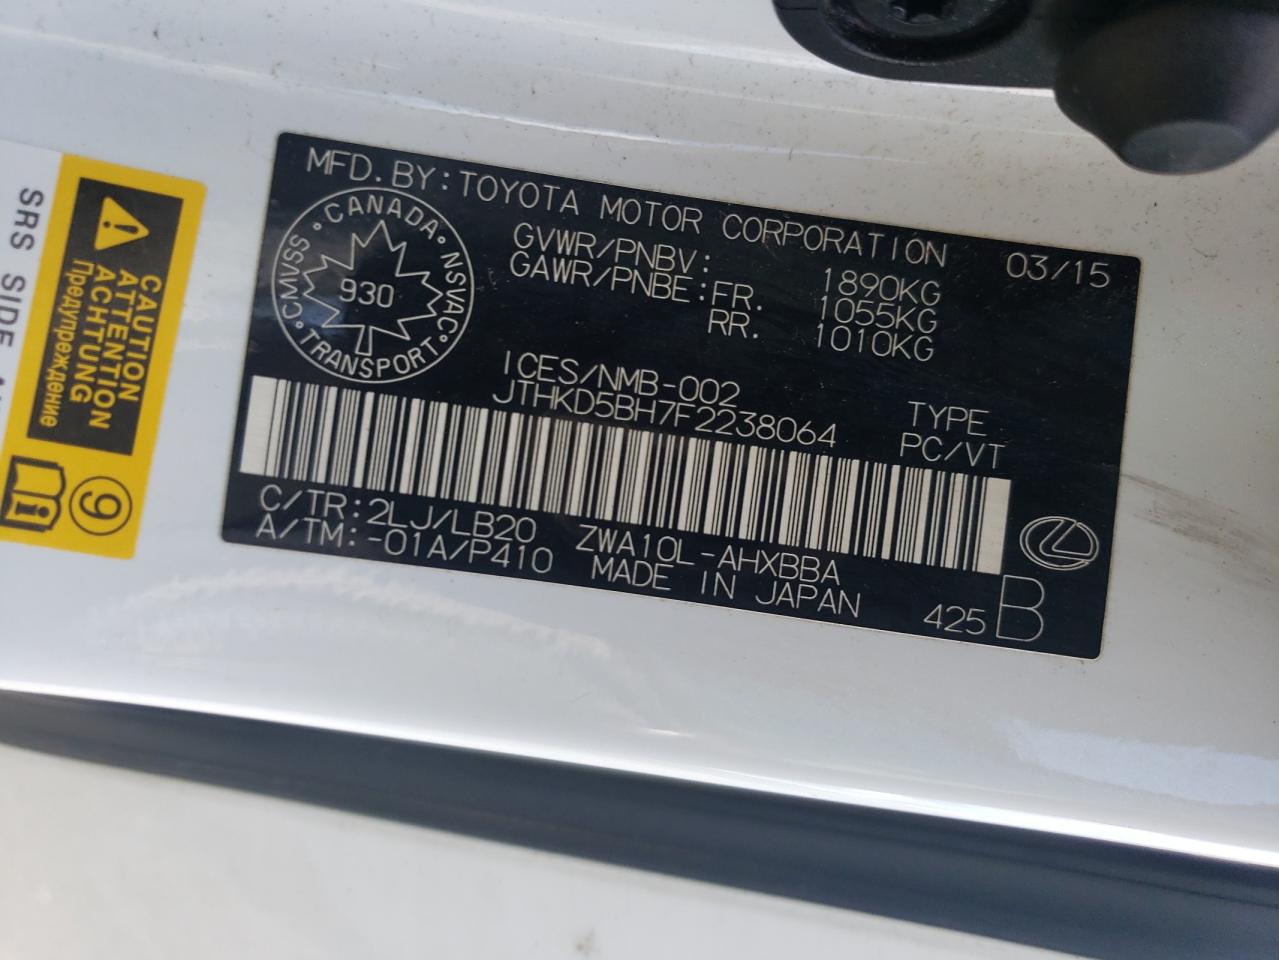 MFD.BY:TOYOTA MOTOR CORPORATION 03/15
CANADA
CMVSS · NSVAC
930
TRANSPORT
GVWR/PNBV: 1890KG
GAWR/PNBE:FR. 1055KG
RR. 1010KG
ICES/NMB-002
JTHKD5BH7F2238064
TYPE
PC/VT
C/TR:2LJ/LB20 ZWA10L-AHXBBA
A/TM:-01A/P410 MADE IN JAPAN
425 B
CAUTION
ATTENTION
ACHTUNG
Предупреждение
9
SRS SIDE